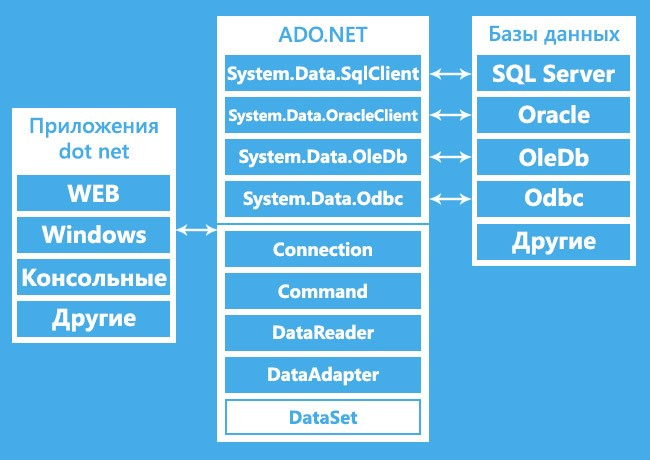 Приложения
dot net
WEB
Windows
Консольные
Другие
ADO.NET
System.Data.SqlClient
System.Data.OracleClient
System.Data.OleDb
System.Data.Odbc
Connection
Command
DataReader
DataAdapter
DataSet
Базы данных
SQL Server
Oracle
OleDb
Odbc
Другие